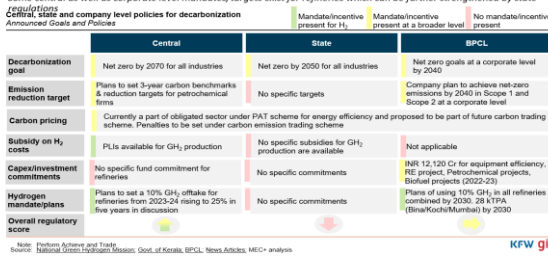 regulations
Central, state and company level policies for decarbonization
Announced Goals and Policies
Mandate/incentive present for H₂
Mandate/incentive present at a broader level
No mandate/incentive present
Central
State
BPCL
Decarbonization goal
Net zero by 2070 for all industries
Net zero by 2050 for all industries
Net zero goals at a corporate level by 2040
Emission reduction target
Plans to set 3-year carbon benchmarks & reduction targets for petrochemical firms
No specific targets
Company plan to achieve net-zero emissions by 2040 in Scope 1 and Scope 2 at a corporate level
Carbon pricing
Currently a part of obligated sector under PAT scheme for energy efficiency and proposed to be part of future carbon trading scheme. Penalties to be set under carbon emission trading scheme
Subsidy on H₂ costs
PLIs available for GH₂ production
No specific subsidies for GH₂ production are available
Not applicable
Capex/investment commitments
No specific fund commitment for refineries
No specific commitments
INR 12,120 Cr for equipment efficiency, RE project, Petrochemical projects, Biofuel projects (2022-23)
Hydrogen mandate/plans
Plans to set a 10% GH₂ offtake for refineries from 2023-24 rising to 25% in five years in discussion
No specific commitments
Plans of using 10% GH₂ in all refineries combined by 2030. 28 kTPA (Bina/Kochi/Mumbai) by 2030
Overall regulatory score
Note: Perform Achieve and Trade
Source: National Green Hydrogen Mission; Govt. of Kerala; BPCL; News Articles; MEC+ analysis
KFW gi